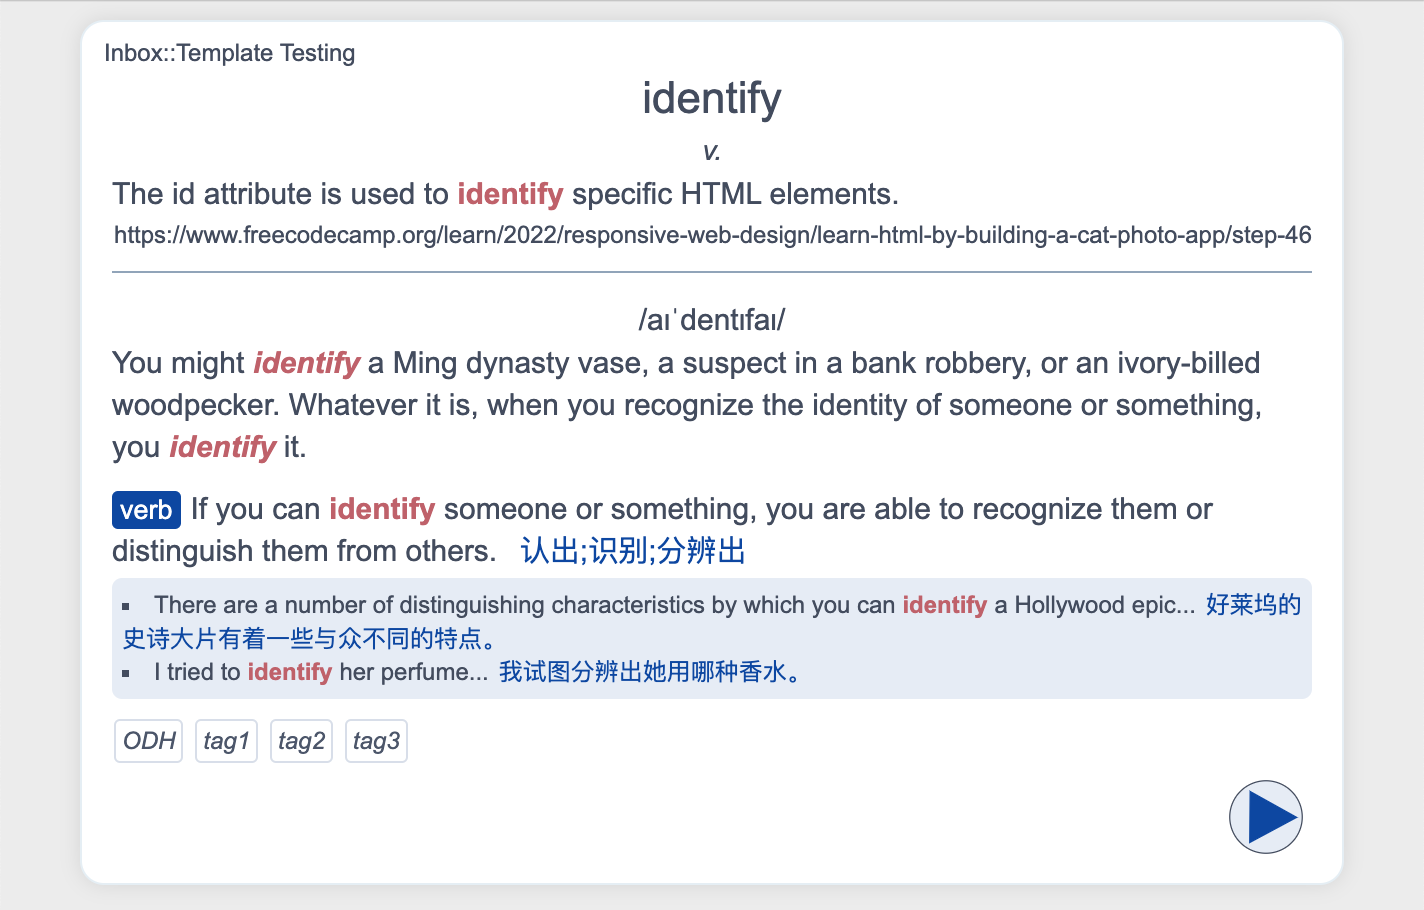 Inbox::Template Testing
identify
v.
The id attribute is used to identify specific HTML elements.
https://www.freecodecamp.org/learn/2022/responsive-web-design/learn-html-by-building-a-cat-photo-app/step-46
/aɪˈdentɪfaɪ/
You might identify a Ming dynasty vase, a suspect in a bank robbery, or an ivory-billed
woodpecker. Whatever it is, when you recognize the identity of someone or something,
you identify it.
verb If you can identify someone or something, you are able to recognize them or
distinguish them from others. 认出;识别;分辨出
▪ There are a number of distinguishing characteristics by which you can identify a Hollywood epic... 好莱坞的
史诗大片有着一些与众不同的特点。
▪ I tried to identify her perfume... 我试图分辨出她用哪种香水。
ODH tag1 tag2 tag3